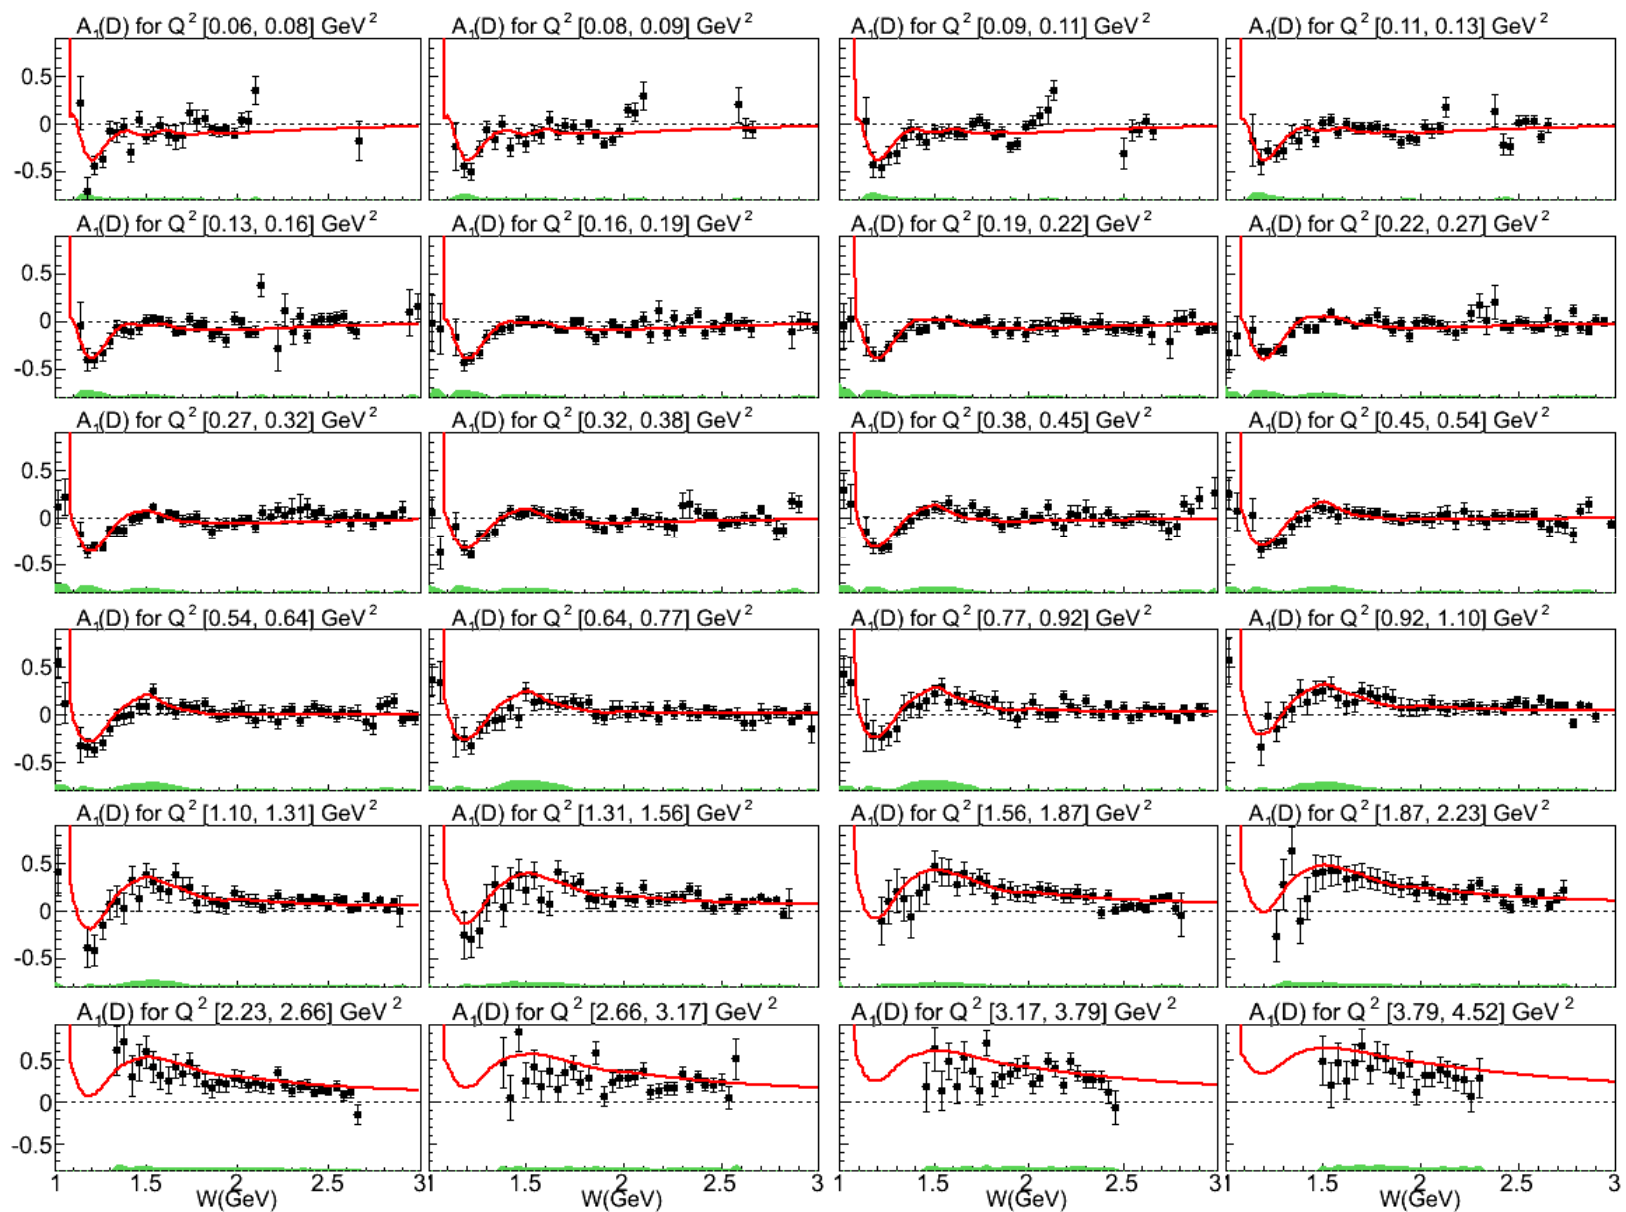 A₁(D) for Q² [0.06, 0.08] GeV² A₁(D) for Q² [0.08, 0.09] GeV² A₁(D) for Q² [0.09, 0.11] GeV² A₁(D) for Q² [0.11, 0.13] GeV²
0.5
0
-0.5
A₁(D) for Q² [0.13, 0.16] GeV² A₁(D) for Q² [0.16, 0.19] GeV² A₁(D) for Q² [0.19, 0.22] GeV² A₁(D) for Q² [0.22, 0.27] GeV²
0.5
0
-0.5
A₁(D) for Q² [0.27, 0.32] GeV² A₁(D) for Q² [0.32, 0.38] GeV² A₁(D) for Q² [0.38, 0.45] GeV² A₁(D) for Q² [0.45, 0.54] GeV²
0.5
0
-0.5
A₁(D) for Q² [0.54, 0.64] GeV² A₁(D) for Q² [0.64, 0.77] GeV² A₁(D) for Q² [0.77, 0.92] GeV² A₁(D) for Q² [0.92, 1.10] GeV²
0.5
0
-0.5
A₁(D) for Q² [1.10, 1.31] GeV² A₁(D) for Q² [1.31, 1.56] GeV² A₁(D) for Q² [1.56, 1.87] GeV² A₁(D) for Q² [1.87, 2.23] GeV²
0.5
0
-0.5
A₁(D) for Q² [2.23, 2.66] GeV² A₁(D) for Q² [2.66, 3.17] GeV² A₁(D) for Q² [3.17, 3.79] GeV² A₁(D) for Q² [3.79, 4.52] GeV²
0.5
0
-0.5
1 1.5 2 2.5 31 1.5 2 2.5 3 1.5 2 2.5 31 1.5 2 2.5 3
W(GeV) W(GeV) W(GeV) W(GeV)